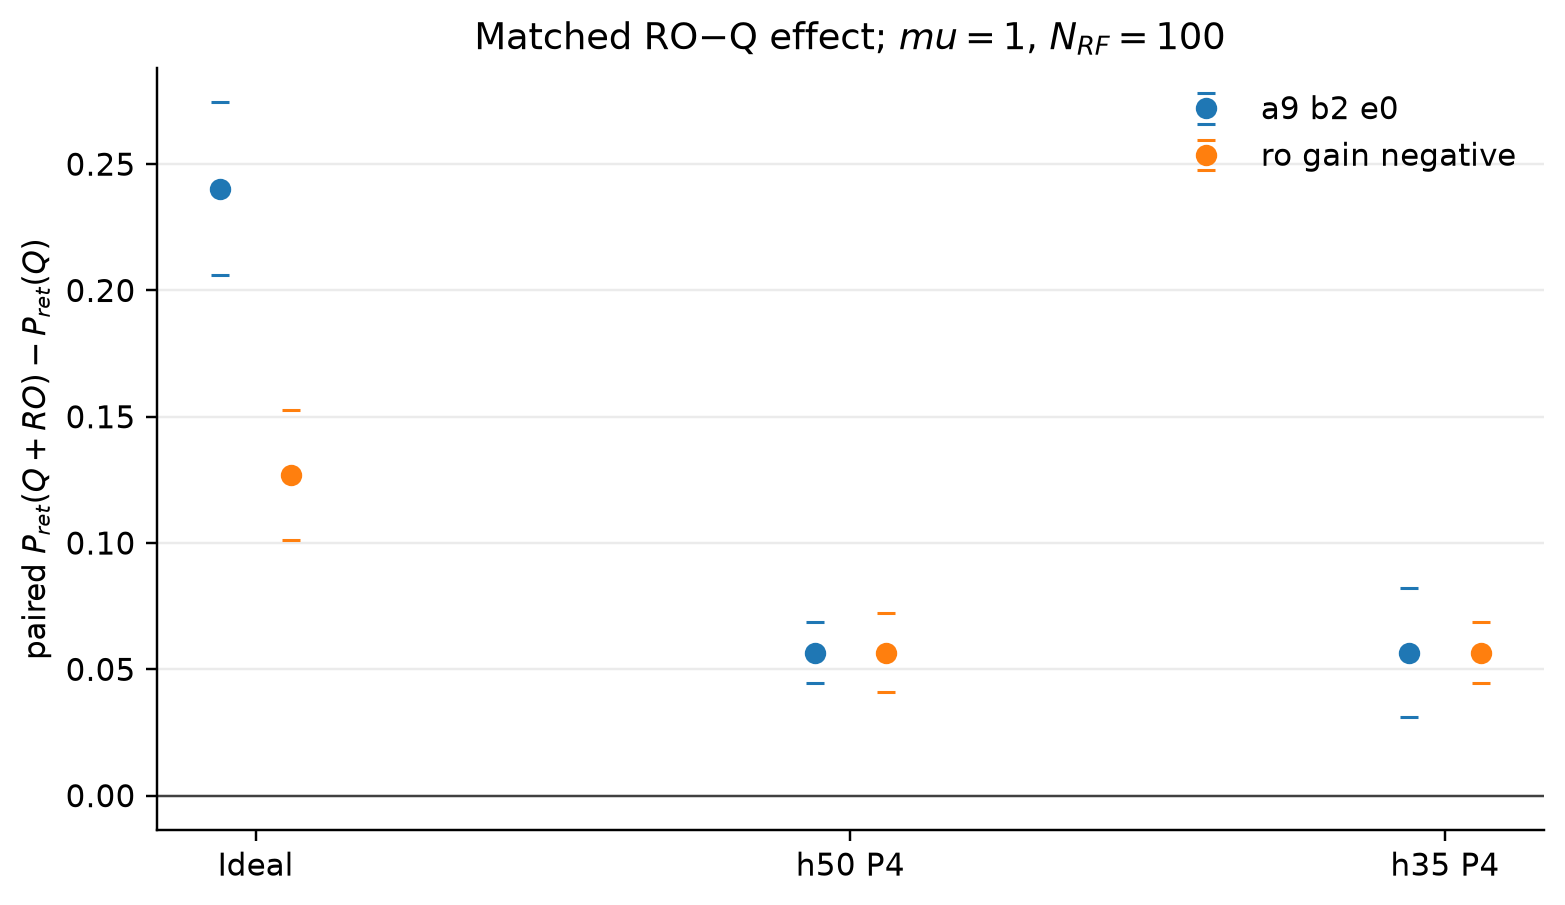 Matched RO−Q effect; mu = 1, N_RF = 100
a9 b2 e0
ro gain negative
paired P_ret(Q + RO) − P_ret(Q)
0.25
0.20
0.15
0.10
0.05
0.00
Ideal
h50 P4
h35 P4